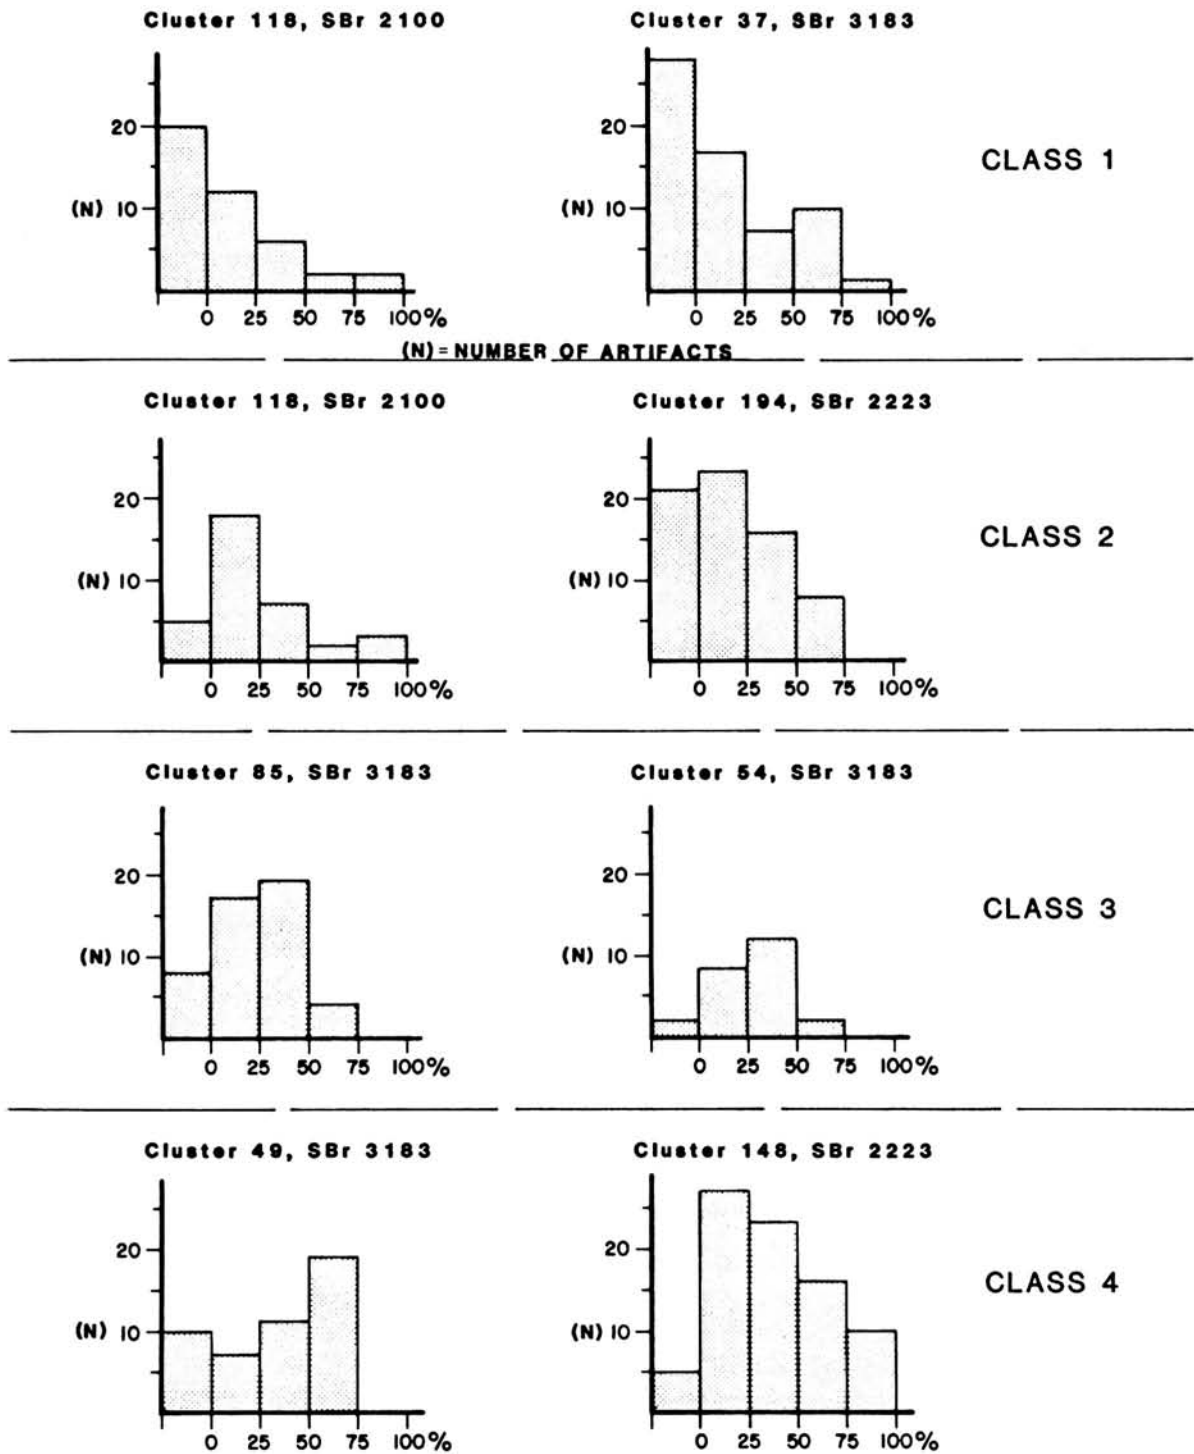 Cluster 118, SBr 2100
Cluster 37, SBr 3183
20
(N) 10
0 25 50 75 100%
20
(N) 10
0 25 50 75 100%
CLASS 1
(N) = NUMBER OF ARTIFACTS
Cluster 118, SBr 2100
Cluster 194, SBr 2223
20
(N) 10
0 25 50 75 100%
20
(N) 10
0 25 50 75 100%
CLASS 2
Cluster 85, SBr 3183
Cluster 54, SBr 3183
20
(N) 10
0 25 50 75 100%
20
(N) 10
0 25 50 75 100%
CLASS 3
Cluster 49, SBr 3183
Cluster 148, SBr 2223
20
(N) 10
0 25 50 75 100%
20
(N) 10
0 25 50 75 100%
CLASS 4